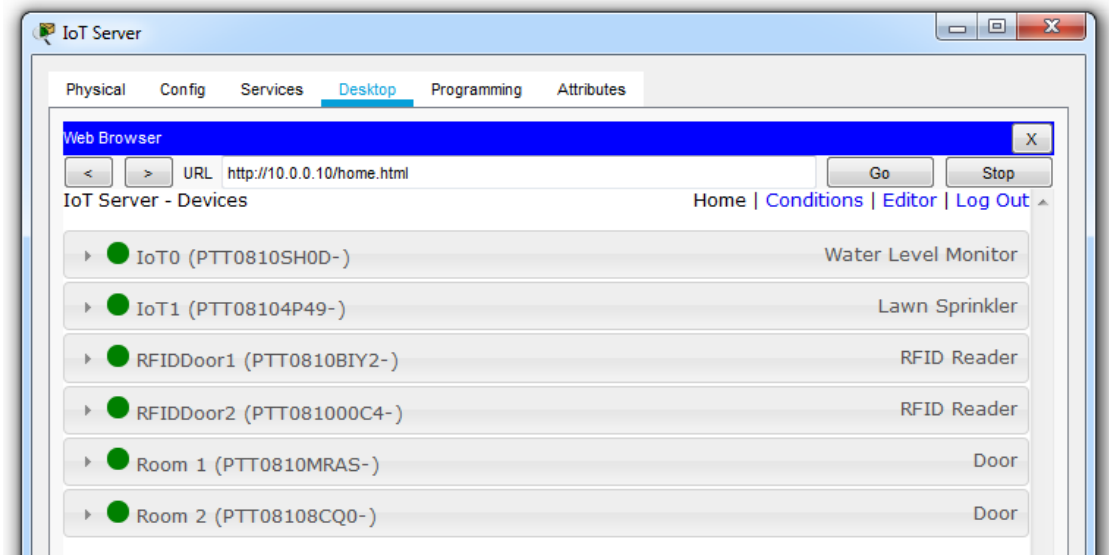 IoT Server
Physical Config Services Desktop Programming Attributes
Web Browser X
< > URL http://10.0.0.10/home.html Go Stop
IoT Server - Devices Home | Conditions | Editor | Log Out
IoT0 (PTT0810SH0D-) Water Level Monitor
IoT1 (PTT08104P49-) Lawn Sprinkler
RFIDDoor1 (PTT0810BIY2-) RFID Reader
RFIDDoor2 (PTT081000C4-) RFID Reader
Room 1 (PTT0810MRAS-) Door
Room 2 (PTT08108CQ0-) Door